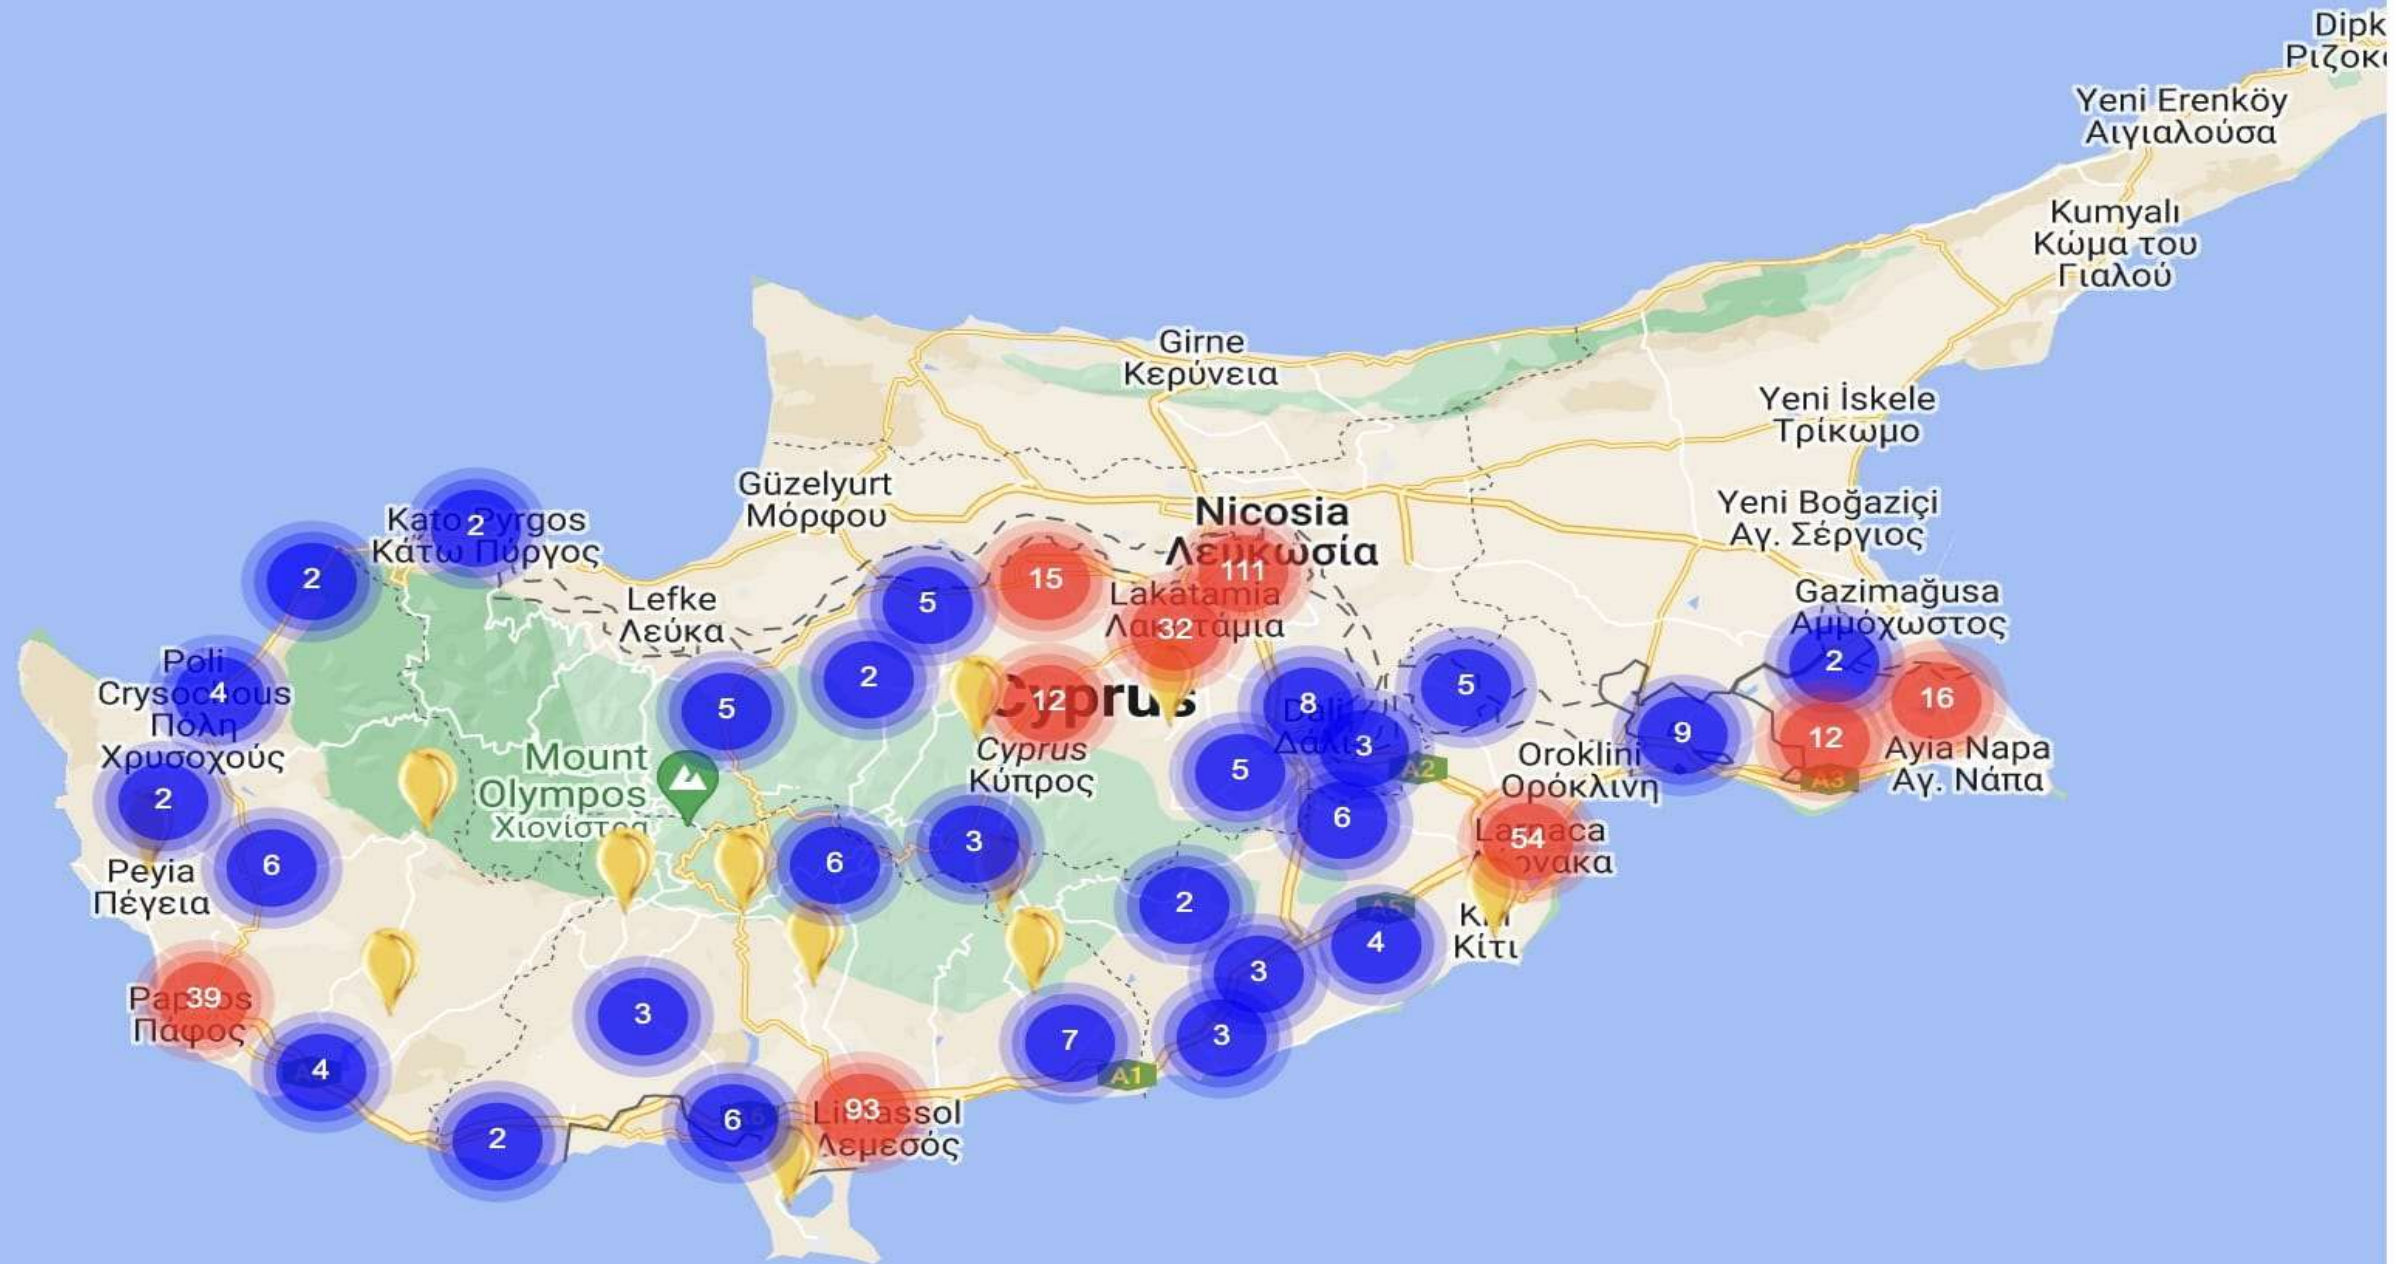 Dipk
Ριζοκ
Yeni Erenköy
Αιγιαλούσα
Kumyalı
Κώμα του
Γιαλού
Girne
Κερύνεια
Yeni İskele
Τρίκωμο
Güzelyurt
Μόρφου
Nicosia
Λευκωσία
111
Yeni Boğaziçi
Αγ. Σέργιος
Kato Pyrgos
Κάτω Πύργος
2
2
Lefke
Λεύκα
5
15
Lakatamia
32
Gazimağusa
Αμμόχωστος
2
16
Poli
Crysochous
Πόλη
Χρυσοχούς
4
5
2
12
Cyprus
Cyprus
Κύπρος
8
Dali
Δάλι
3
5
5
9
12
Ayia Napa
Αγ. Νάπα
A3
A2
Oroklini
Ορόκλινη
Mount
Olympos
Χιονίστρα
2
6
Peyia
Πέγεια
6
3
6
54
Larnaca
2
A5
4
Κίτι
3
39
Paphos
Πάφος
3
7
3
A1
4
2
6
93
Limassol
Λεμεσός